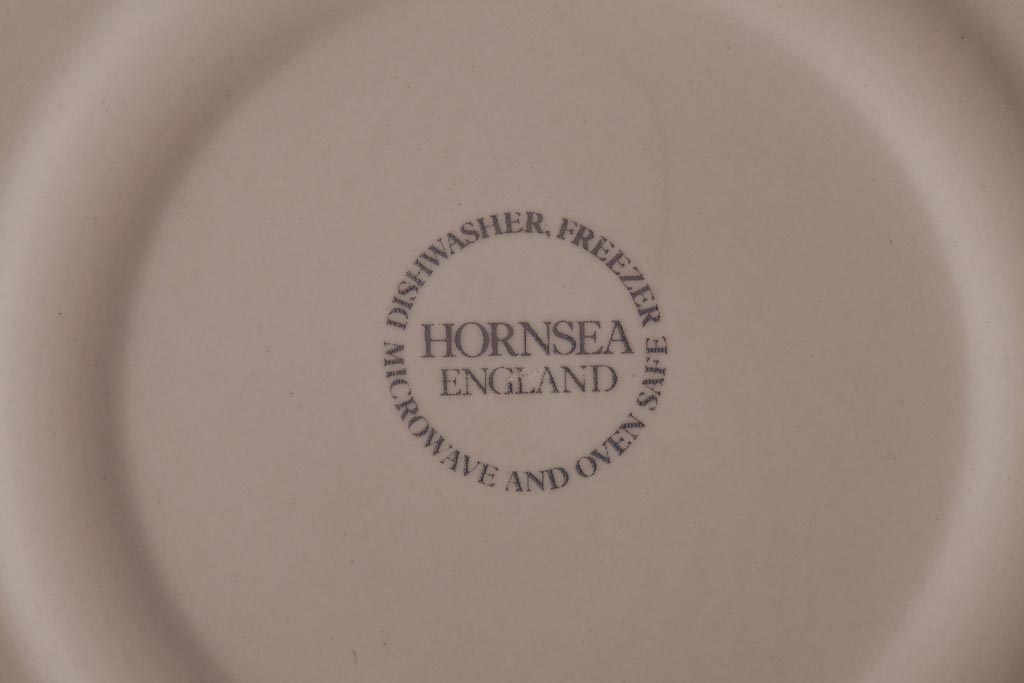 DISHWASHER, FREEZER
HORNSEA
ENGLAND
MICROWAVE AND OVEN SAFE